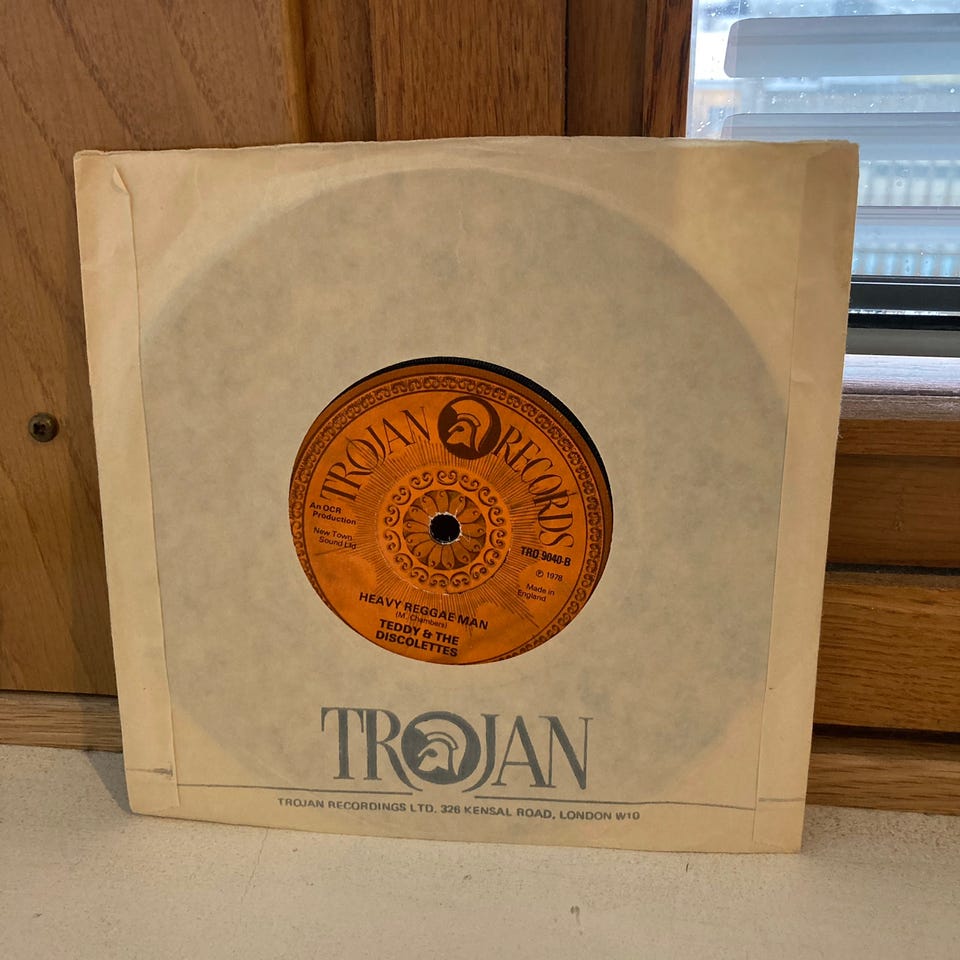 TROJAN RECORDS
An OCR
Production
New Town
Sound Ltd
TRO 9040-B
℗ 1978
Made in
England
HEAVY REGGAE MAN
(M. Chambers)
TEDDY & THE
DISCOLETTES
TROJAN
TROJAN RECORDINGS LTD. 326 KENSAL ROAD, LONDON W10